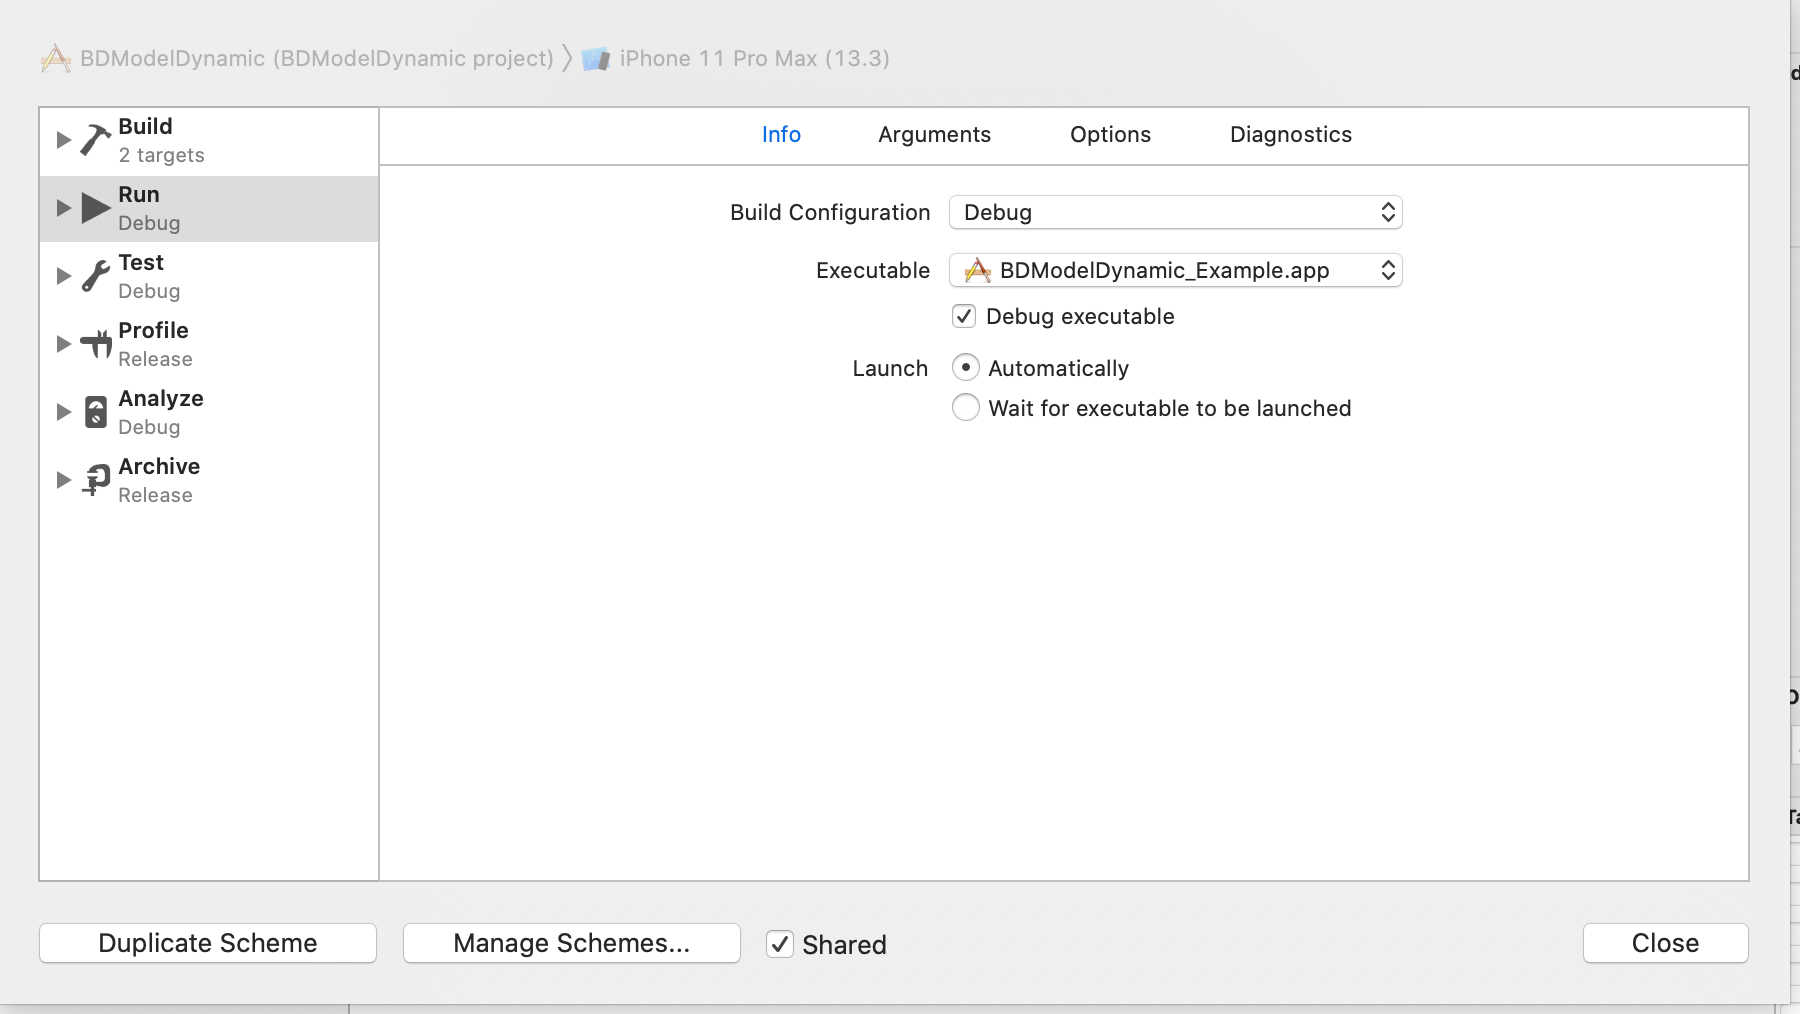 BDModelDynamic (BDModelDynamic project) 〉 iPhone 11 Pro Max (13.3)
Build
2 targets
Run
Debug
Test
Debug
Profile
Release
Analyze
Debug
Archive
Release
Info Arguments Options Diagnostics
Build Configuration Debug
Executable BDModelDynamic_Example.app
Debug executable
Launch Automatically
Wait for executable to be launched
Duplicate Scheme Manage Schemes... Shared Close